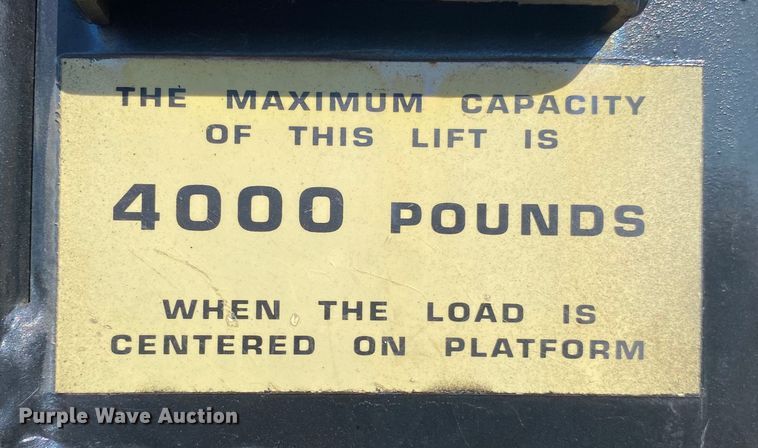 THE MAXIMUM CAPACITY
OF THIS LIFT IS
4000 POUNDS
WHEN THE LOAD IS
CENTERED ON PLATFORM
Purple Wave Auction